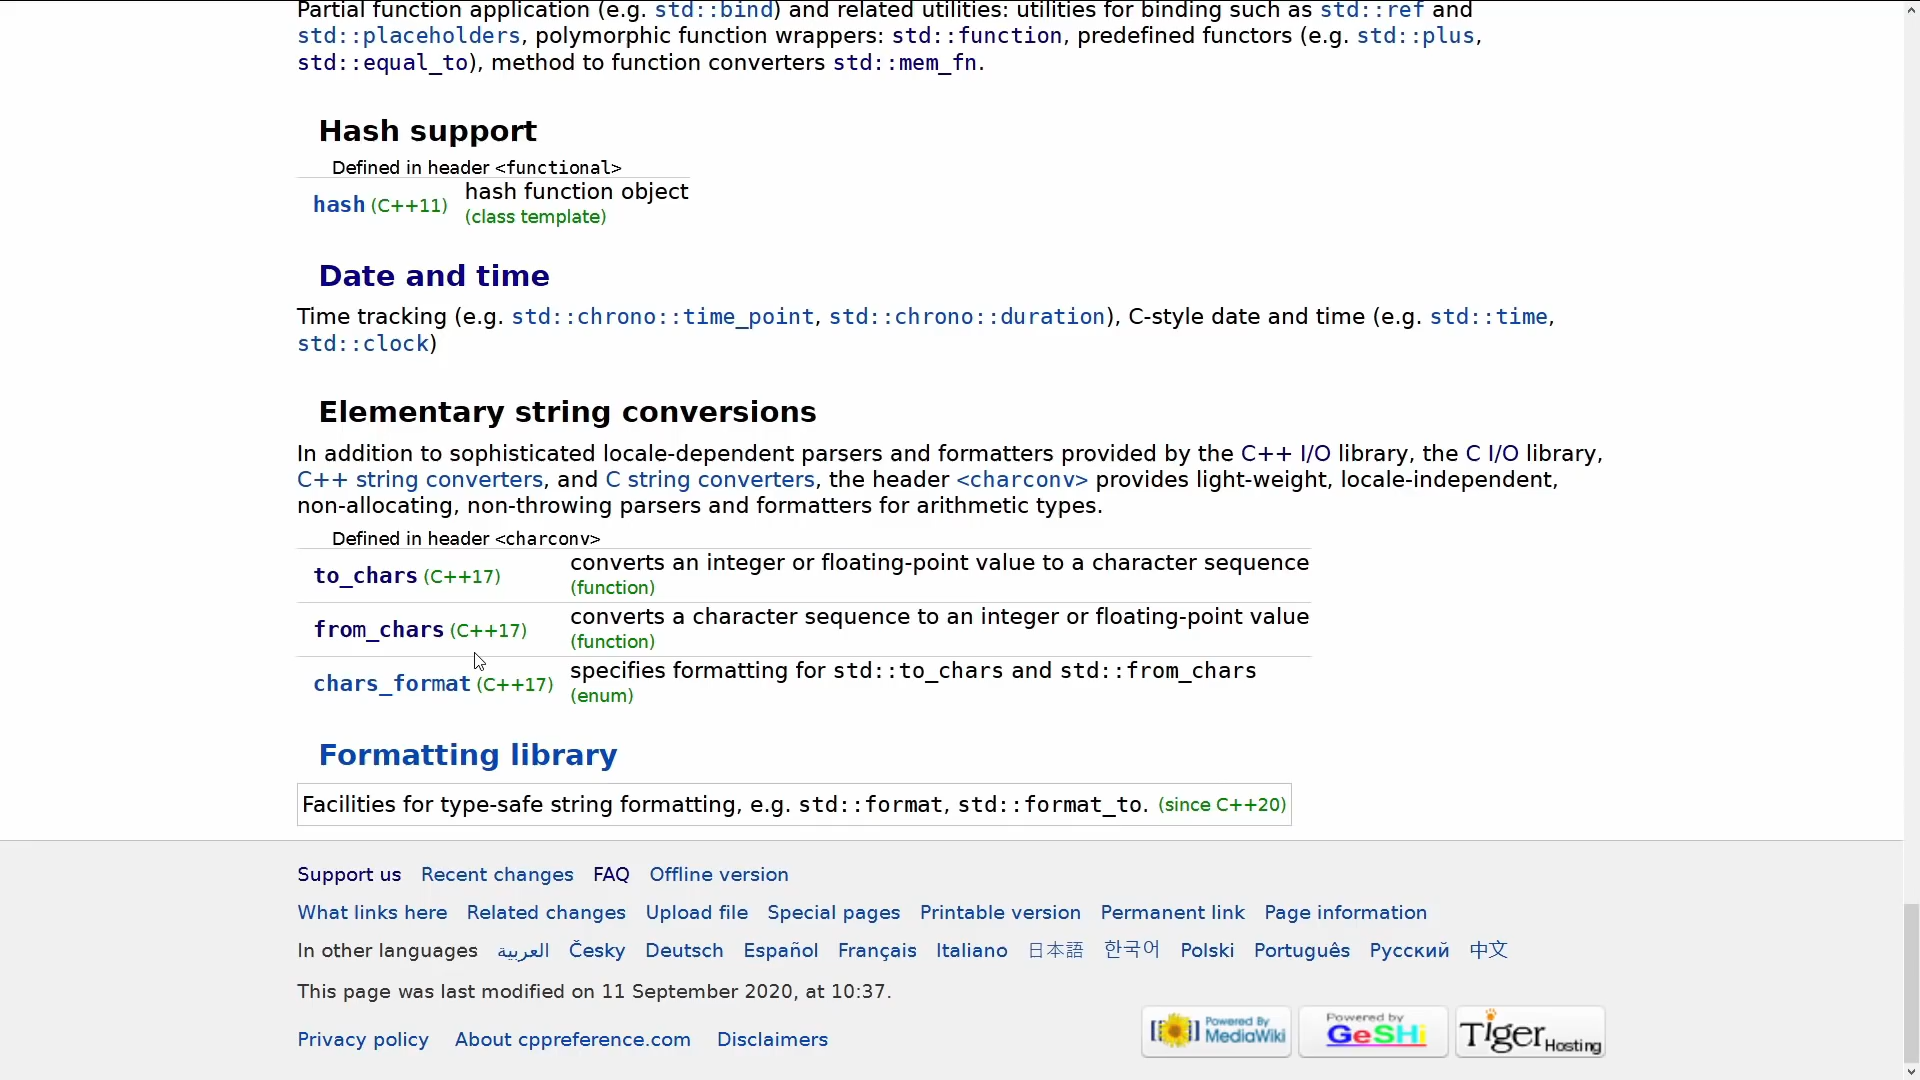 Partial function application (e.g. std::bind) and related utilities: utilities for binding such as std::ref and
std::placeholders, polymorphic function wrappers: std::function, predefined functors (e.g. std::plus,
std::equal_to), method to function converters std::mem_fn.
Hash support
Defined in header <functional>
hash (C++11) hash function object
(class template)
Date and time
Time tracking (e.g. std::chrono::time_point, std::chrono::duration), C-style date and time (e.g. std::time,
std::clock)
Elementary string conversions
In addition to sophisticated locale-dependent parsers and formatters provided by the C++ I/O library, the C I/O library,
C++ string converters, and C string converters, the header <charconv> provides light-weight, locale-independent,
non-allocating, non-throwing parsers and formatters for arithmetic types.
Defined in header <charconv>
to_chars (C++17) converts an integer or floating-point value to a character sequence
(function)
from_chars (C++17) converts a character sequence to an integer or floating-point value
(function)
chars_format (C++17) specifies formatting for std::to_chars and std::from_chars
(enum)
Formatting library
Facilities for type-safe string formatting, e.g. std::format, std::format_to. (since C++20)
Support us Recent changes FAQ Offline version
What links here Related changes Upload file Special pages Printable version Permanent link Page information
In other languages العربية Česky Deutsch Español Français Italiano 日本語 한국어 Polski Português Русский 中文
This page was last modified on 11 September 2020, at 10:37.
Privacy policy About cppreference.com Disclaimers
Powered By MediaWiki
Powered by GeSHi
Tiger Hosting